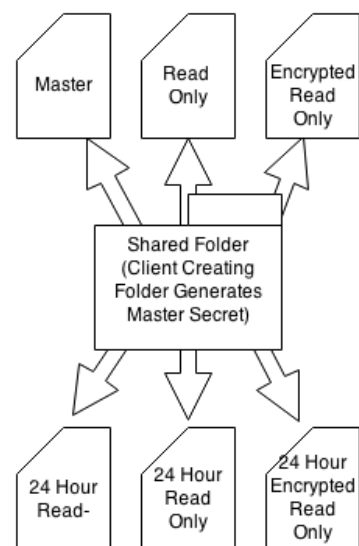 Master
Read
Only
Encrypted
Read
Only
Shared Folder
(Client Creating
Folder Generates
Master Secret)
24 Hour
Read-
24 Hour
Read
Only
24 Hour
Encrypted
Read
Only